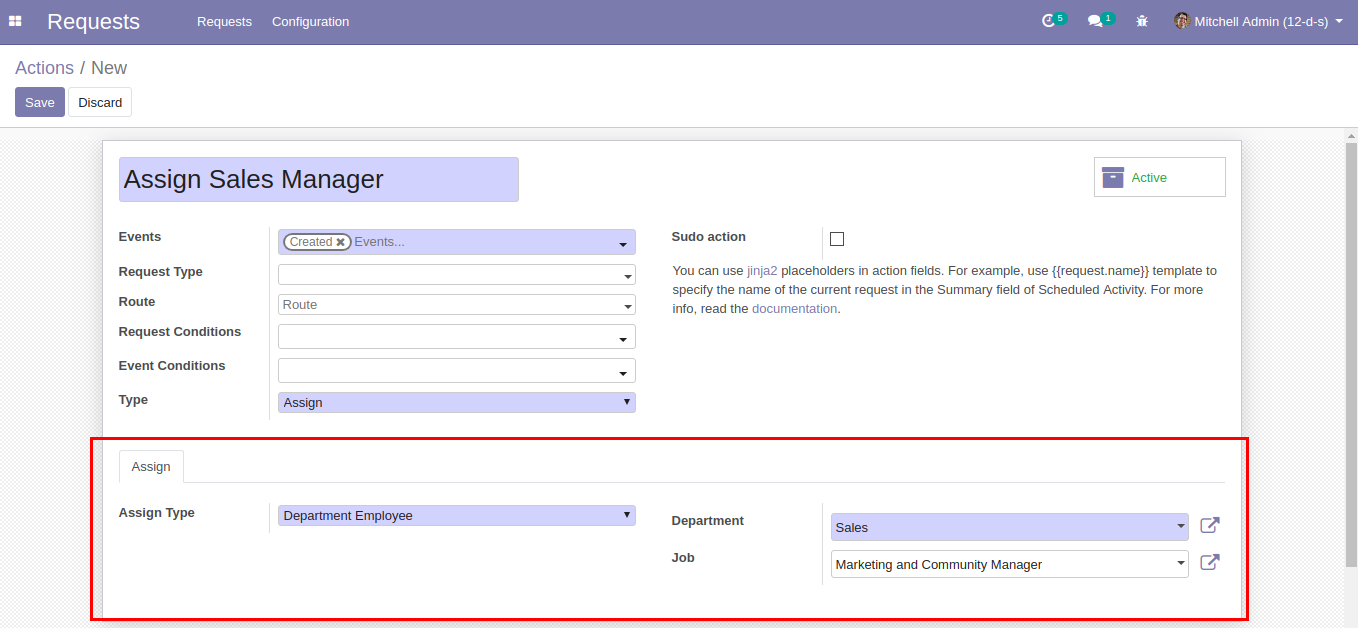 Requests Requests Configuration 5 1 Mitchell Admin (12-d-s)
Actions / New
Save Discard
Assign Sales Manager
Active
Events Created ✖ Events...
Request Type
Route Route
Request Conditions
Event Conditions
Type Assign
Sudo action
You can use jinja2 placeholders in action fields. For example, use {{request.name}} template to
specify the name of the current request in the Summary field of Scheduled Activity. For more
info, read the documentation.
Assign
Assign Type Department Employee
Department Sales
Job Marketing and Community Manager